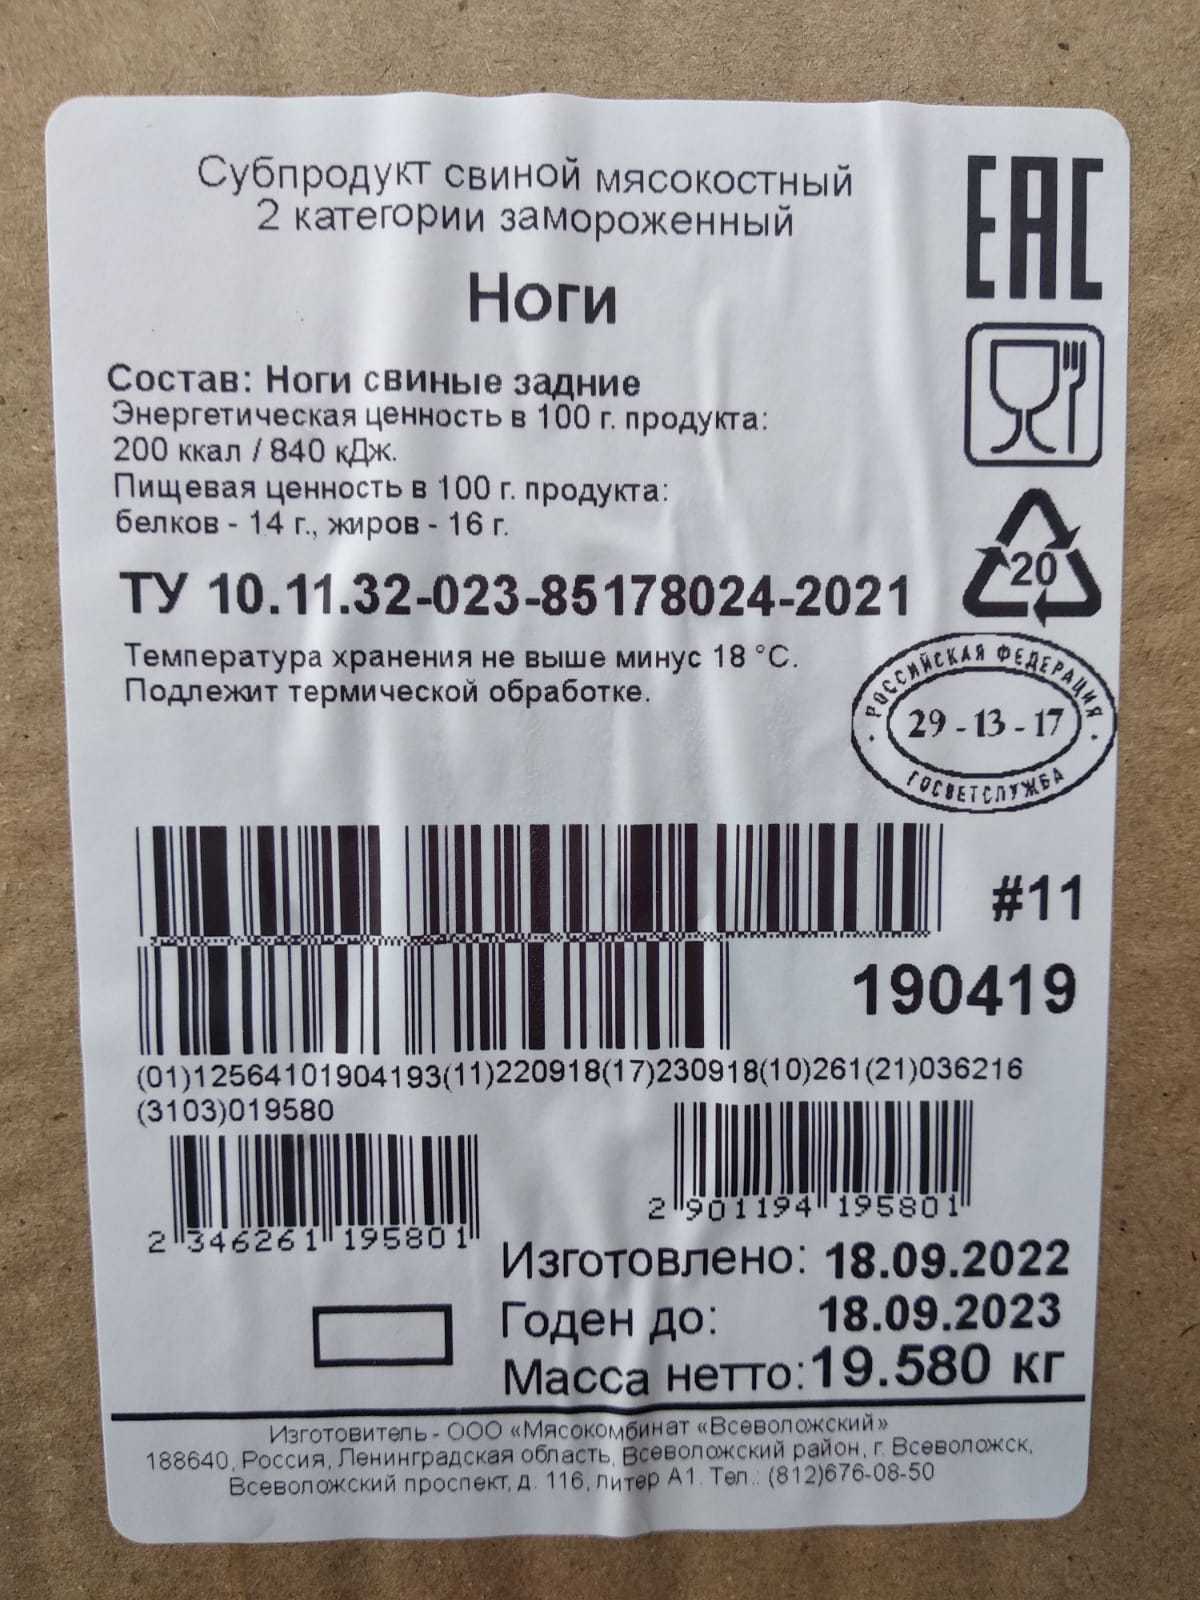 Субпродукт свиной мясокостный
2 категории замороженный
EAC
Ноги
Состав: Ноги свиные задние
Энергетическая ценность в 100 г. продукта:
200 ккал / 840 кДж.
Пищевая ценность в 100 г. продукта:
белков - 14 г., жиров - 16 г.
20
ТУ 10.11.32-023-85178024-2021
Температура хранения не выше минус 18 °С.
Подлежит термической обработке.
РОССИЙСКАЯ ФЕДЕРАЦИЯ
29 - 13 - 17
ГОСВЕТСЛУЖБА
#11
190419
(01)12564101904193(11)220918(17)230918(10)261(21)036216
(3103)019580
2 346261 195801
2 901194 195801
Изготовлено: 18.09.2022
Годен до: 18.09.2023
Масса нетто: 19.580 кг
Изготовитель - ООО «Мясокомбинат «Всеволожский»
188640, Россия, Ленинградская область, Всеволожский район, г. Всеволожск,
Всеволожский проспект, д. 116, литер А1. Тел.: (812)676-08-50